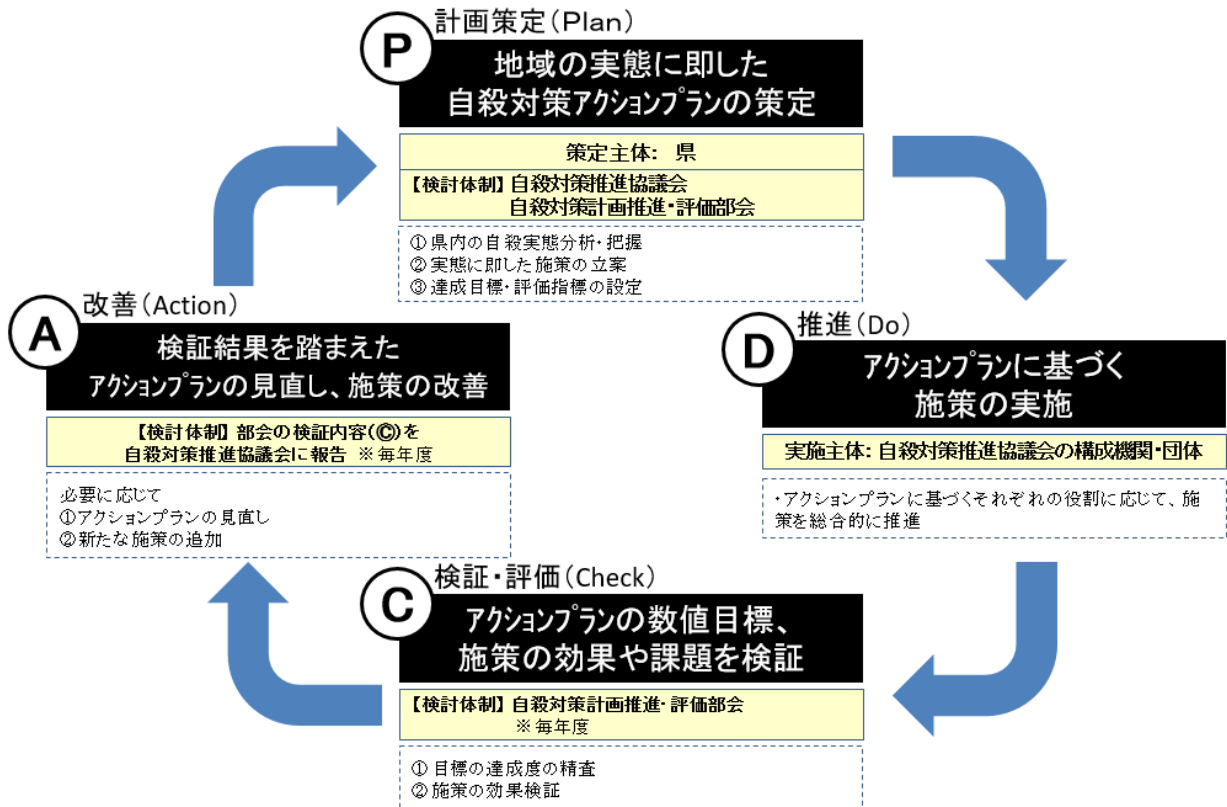 P
計画策定(Plan)
地域の実態に即した
自殺対策アクションプランの策定
策定主体: 県
【検討体制】自殺対策推進協議会
自殺対策計画推進・評価部会
①県内の自殺実態分析・把握
②実態に即した施策の立案
③達成目標・評価指標の設定
D
推進(Do)
アクションプランに基づく
施策の実施
実施主体: 自殺対策推進協議会の構成機関・団体
・アクションプランに基づくそれぞれの役割に応じて、施
策を総合的に推進
C
検証・評価(Check)
アクションプランの数値目標、
施策の効果や課題を検証
【検討体制】自殺対策計画推進・評価部会
※毎年度
①目標の達成度の精査
②施策の効果検証
A
改善(Action)
検証結果を踏まえた
アクションプランの見直し、施策の改善
【検討体制】部会の検証内容(Ⓒ)を
自殺対策推進協議会に報告 ※毎年度
必要に応じて
①アクションプランの見直し
②新たな施策の追加